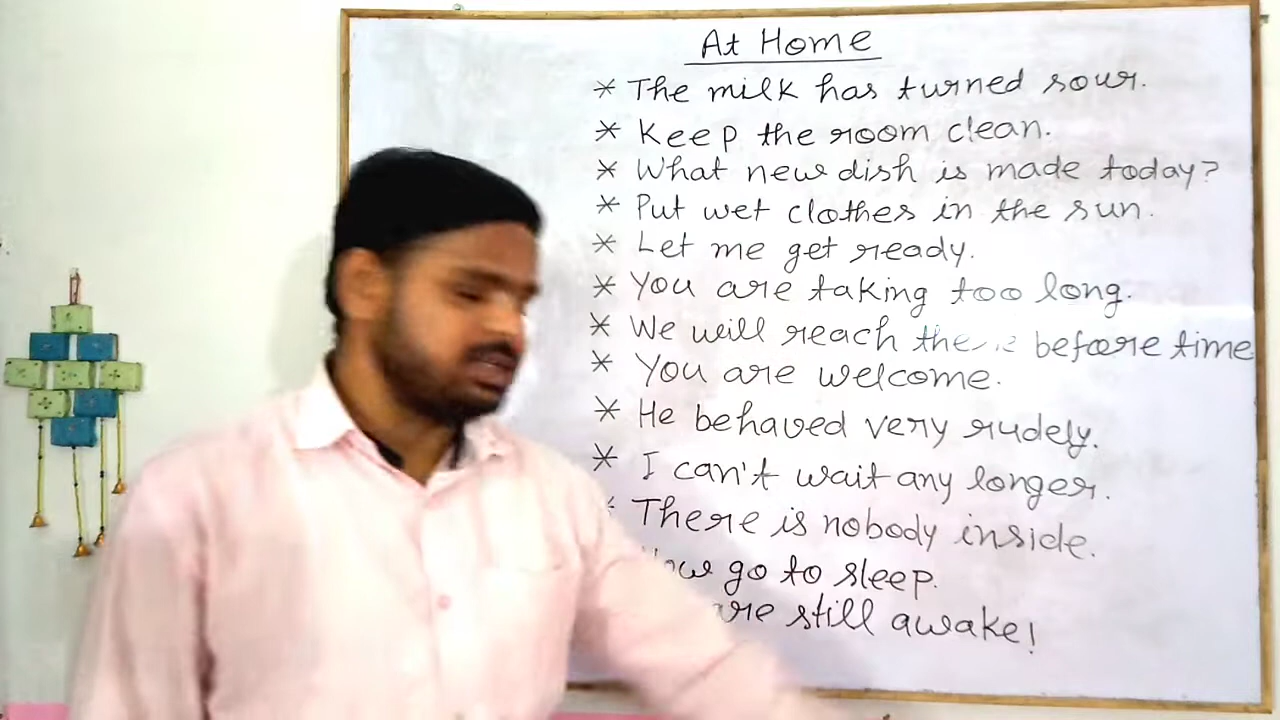 At Home
* The milk has turned sour.
* Keep the room clean.
* What new dish is made today?
* Put wet clothes in the sun.
* Let me get ready.
* You are taking too long.
* We will reach there before time
* You are welcome.
* He behaved very rudely.
* I can't wait any longer.
* There is nobody inside.
go to sleep.
are still awake!